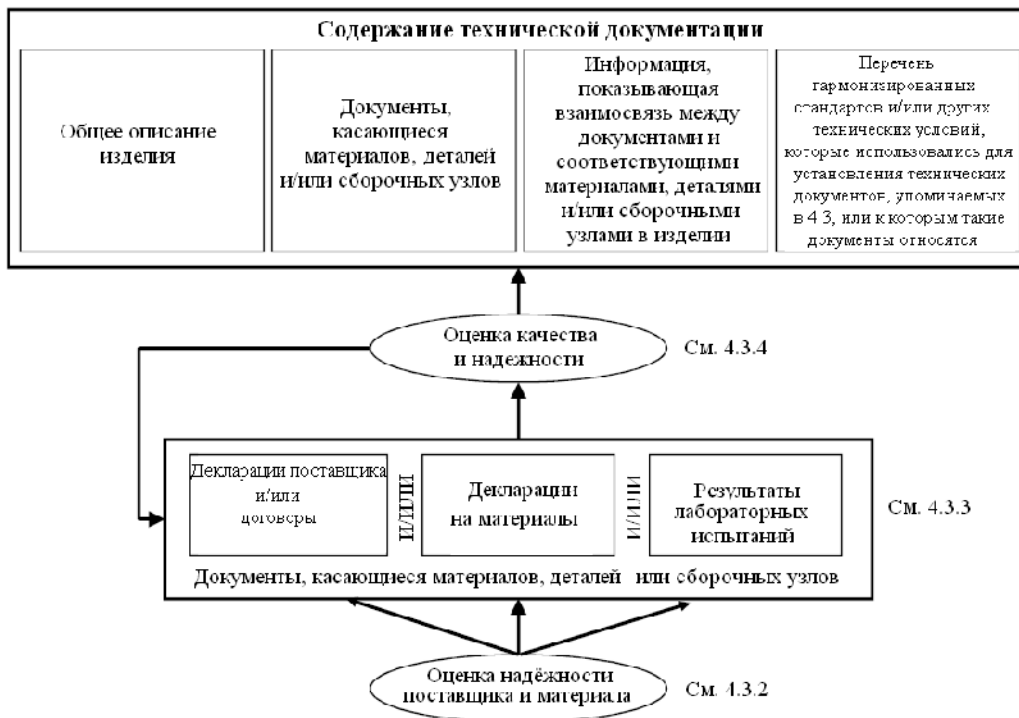 Содержание технической документации
Общее описание
изделия
Документы,
касающиеся
материалов, деталей
и/или сборочных узлов
Информация,
показывающая
взаимосвязь между
документами и
соответствующими
материалами, деталями
и/или сборочными
узлами в изделии
Перечень
гармонизированных
стандартов и/или других
технических условий,
которые использовались для
установления технических
документов, упоминаемых
в 4 3, или к которым такие
документы относятся
Оценка качества
и надежности
См. 4.3.4
Декларации поставщика
и/или
договоры
И/ИЛИ
Декларации
на материалы
И/ИЛИ
Результаты
лабораторных
испытаний
См. 4.3.3
Документы, касающиеся материалов, деталей или сборочных узлов
Оценка надёжности
поставщика и материала
См. 4.3.2